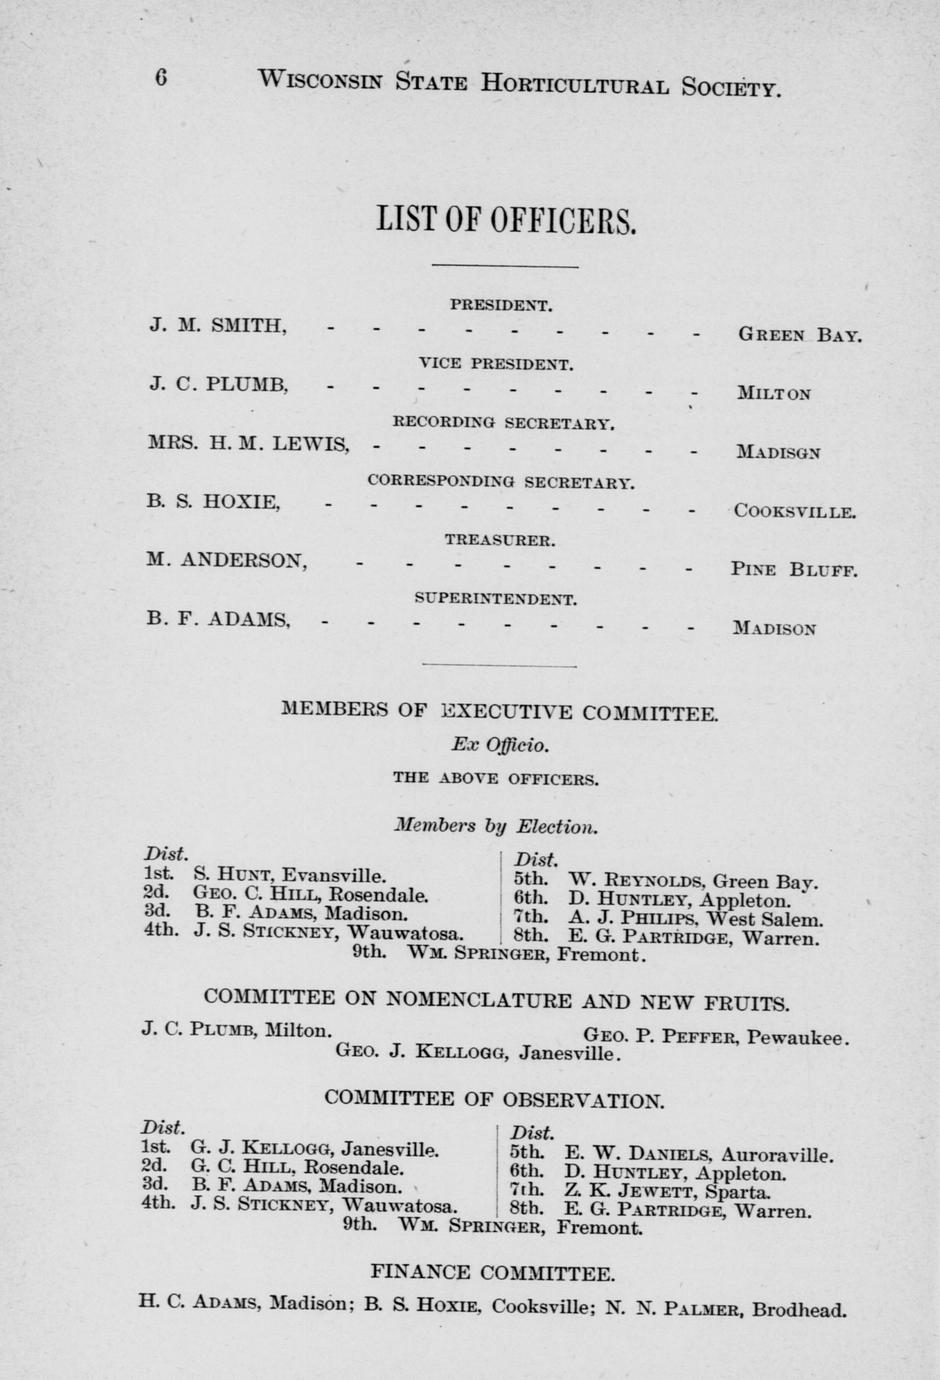 6 WISCONSIN STATE HORTICULTURAL SOCIETY.
LIST OF OFFICERS.
PRESIDENT.
J. M. SMITH, - - - - - - - - - GREEN BAY.
VICE PRESIDENT.
J. C. PLUMB, - - - - - - - - - MILTON
RECORDING SECRETARY.
MRS. H. M. LEWIS, - - - - - - - - MADISGN
CORRESPONDING SECRETARY.
B. S. HOXIE, - - - - - - - - - COOKSVILLE.
TREASURER.
M. ANDERSON, - - - - - - - - PINE BLUFF.
SUPERINTENDENT.
B. F. ADAMS, - - - - - - - - - MADISON
MEMBERS OF EXECUTIVE COMMITTEE.
Ex Officio.
THE ABOVE OFFICERS.
Members by Election.
Dist.
1st. S. HUNT, Evansville.
2d. GEO. C. HILL, Rosendale.
3d. B. F. ADAMS, Madison.
4th. J. S. STICKNEY, Wauwatosa.
Dist.
5th. W. REYNOLDS, Green Bay.
6th. D. HUNTLEY, Appleton.
7th. A. J. PHILIPS, West Salem.
8th. E. G. PARTRIDGE, Warren.
9th. WM. SPRINGER, Fremont.
COMMITTEE ON NOMENCLATURE AND NEW FRUITS.
J. C. PLUMB, Milton. GEO. P. PEFFER, Pewaukee.
GEO. J. KELLOGG, Janesville.
COMMITTEE OF OBSERVATION.
Dist.
1st. G. J. KELLOGG, Janesville.
2d. G. C. HILL, Rosendale.
3d. B. F. ADAMS, Madison.
4th. J. S. STICKNEY, Wauwatosa.
Dist.
5th. E. W. DANIELS, Auroraville.
6th. D. HUNTLEY, Appleton.
7th. Z. K. JEWETT, Sparta.
8th. E. G. PARTRIDGE, Warren.
9th. WM. SPRINGER, Fremont.
FINANCE COMMITTEE.
H. C. ADAMS, Madison; B. S. HOXIE, Cooksville; N. N. PALMER, Brodhead.